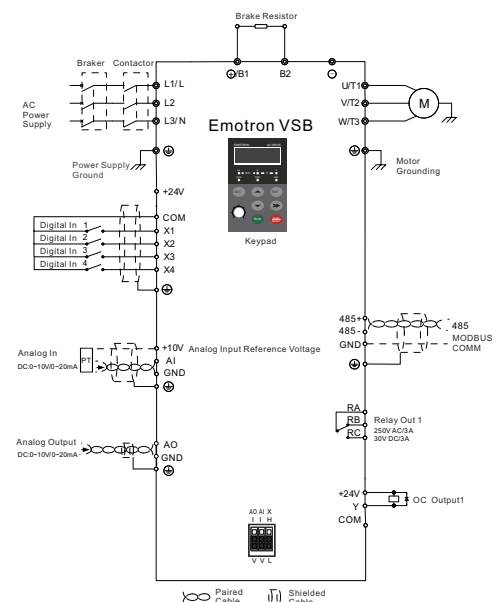 Brake Resistor
⊕/B1 B2 ⊖
Braker Contactor
L1/L
L2
L3/N
AC
Power
Supply
Power Supply
Ground
U/T1
V/T2
W/T3
M
Motor
Grounding
Emotron VSB
EMOTRON
Keypad
+24V
COM
Digital In 1 X1
Digital In 2 X2
Digital In 3 X3
Digital In 4 X4
485+
485-
GND
485
MODBUS
COMM
+10V Analog Input Reference Voltage
Analog In
DC:0~10V/0~20mA
PT
AI
GND
RA
RB
RC
Relay Out 1
250V AC/3A
30V DC/3A
Analog Output
DC:0~10V/0~20mA
AO
GND
+24V
Y
COM
OC Output1
AO AI X
I I H
V V L
Paired
Cable
Shielded
Cable